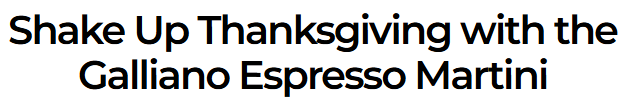 Shake Up Thanksgiving with the
Galliano Espresso Martini